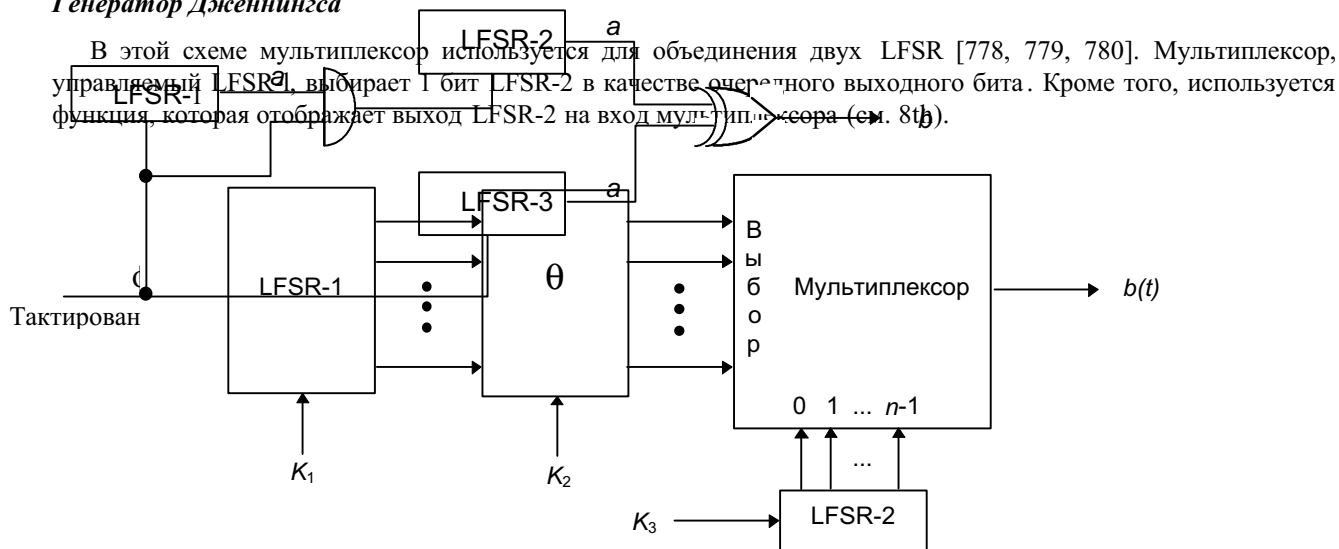 Генератор Дженнингса
В этой схеме мультиплексор используется для объединения двух LFSR [778, 779, 780]. Мультиплексор,
управляемый LFSR-1, выбирает 1 бит LFSR-2 в качестве очередного выходного бита. Кроме того, используется
функция, которая отображает выход LFSR-2 на вход мультиплексора (см. 8th).
LFSR-2
a
LFSR-1
a
b
LFSR-3
a
Тактирован
LFSR-1
θ
Выбор
Мультиплексор
b(t)
0 1 ... n-1
...
K1
K2
K3
LFSR-2